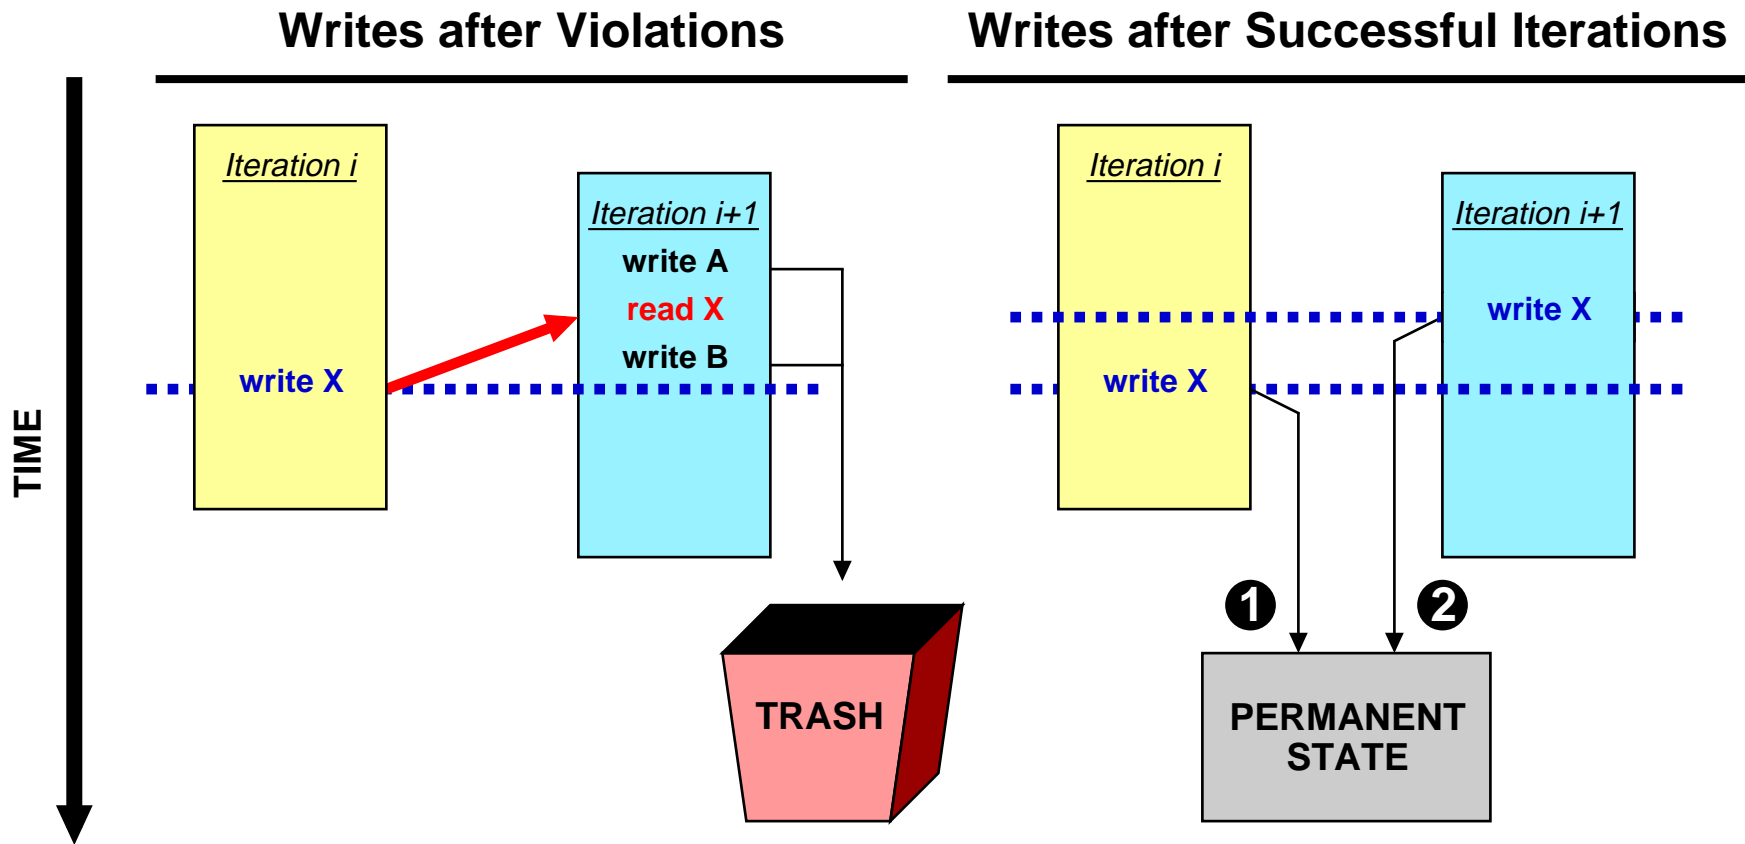 Writes after Violations
Writes after Successful Iterations
TIME
Iteration i
Iteration i+1
write A
read X
write B
write X
TRASH
Iteration i
Iteration i+1
write X
write X
1
2
PERMANENT
STATE